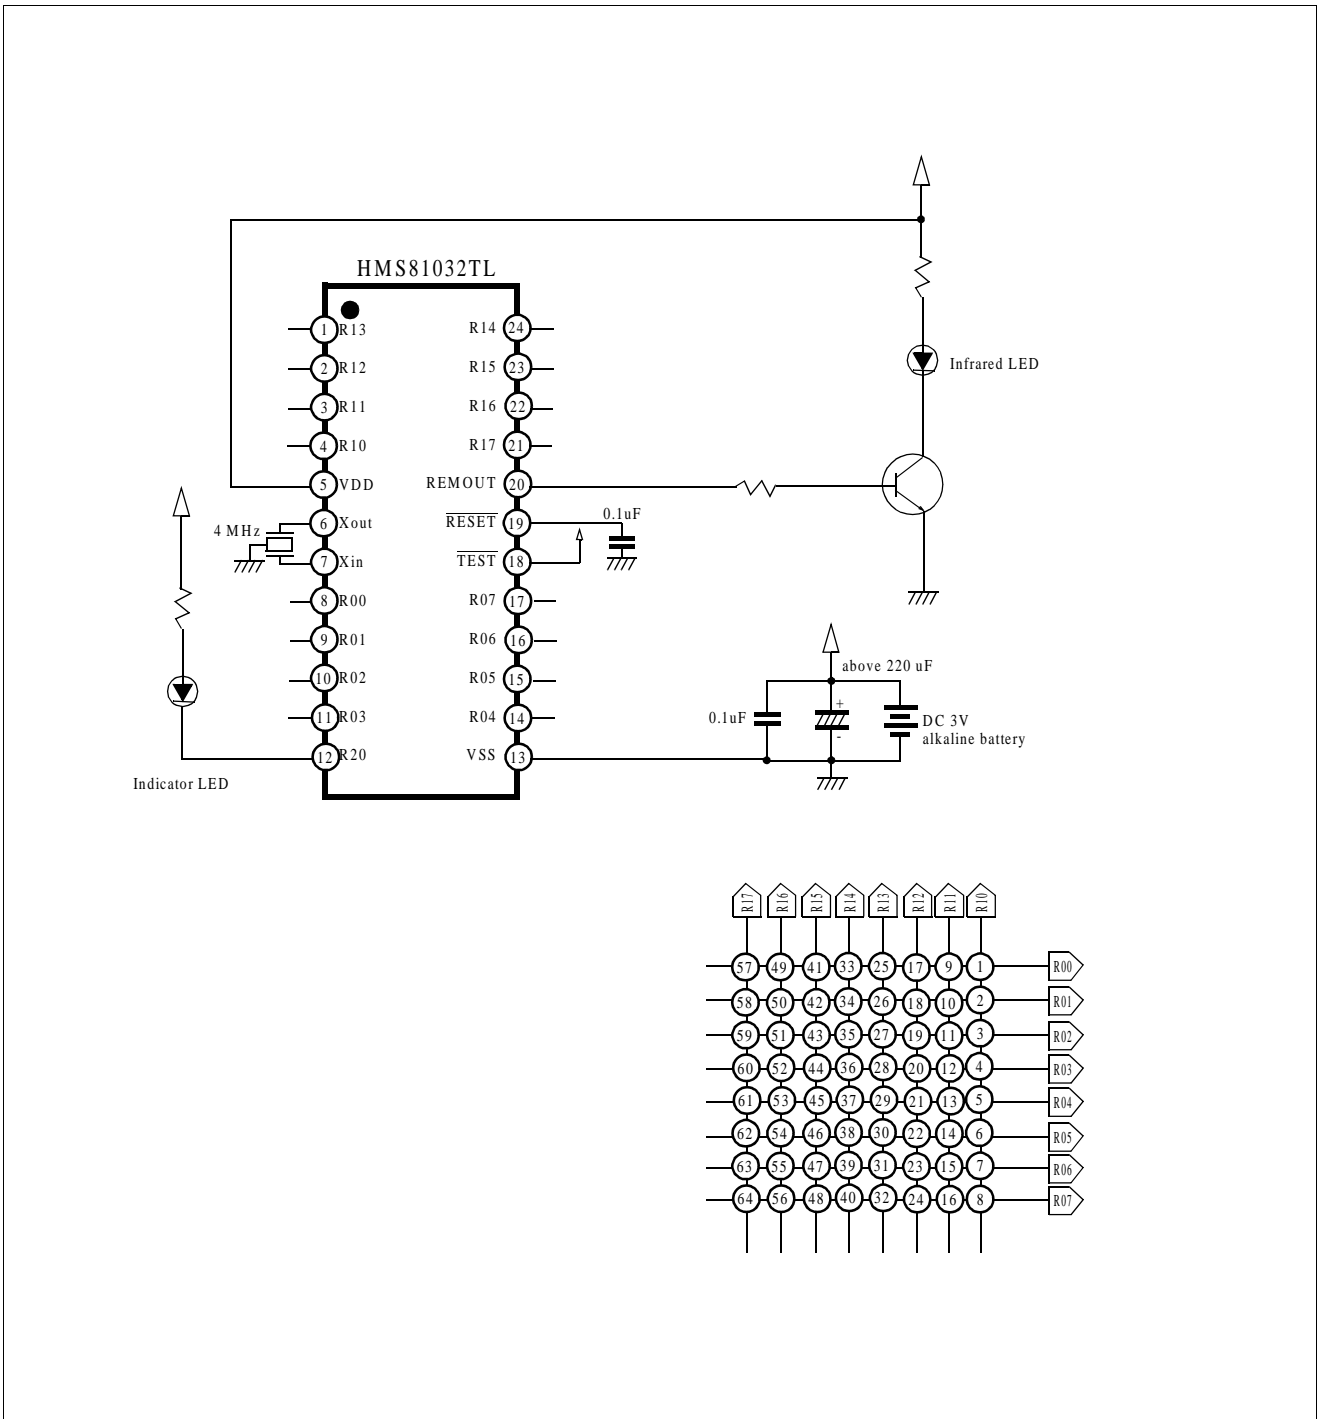 HMS81032TL
1 R13 R14 24
2 R12 R15 23
3 R11 R16 22
4 R10 R17 21
5 VDD REMOUT 20
6 Xout RESET 19
7 Xin TEST 18
8 R00 R07 17
9 R01 R06 16
10 R02 R05 15
11 R03 R04 14
12 R20 VSS 13
Infrared LED
4 MHz
0.1uF
Indicator LED
above 220 uF
0.1uF
+
-
DC 3V
alkaline battery
R17 R16 R15 R14 R13 R12 R11 R10
57 49 41 33 25 17 9 1 R00
58 50 42 34 26 18 10 2 R01
59 51 43 35 27 19 11 3 R02
60 52 44 36 28 20 12 4 R03
61 53 45 37 29 21 13 5 R04
62 54 46 38 30 22 14 6 R05
63 55 47 39 31 23 15 7 R06
64 56 48 40 32 24 16 8 R07